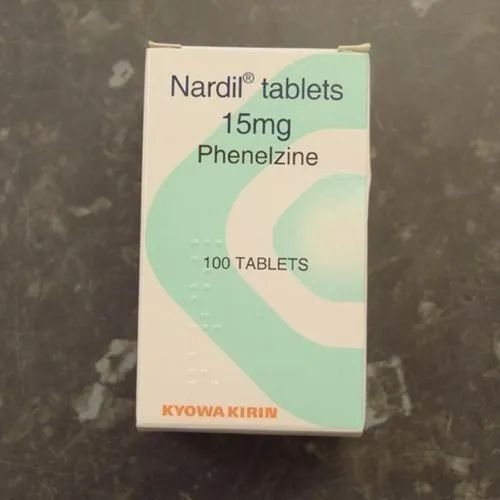 Nardil® tablets
15mg
Phenelzine
100 TABLETS
KYOWA KIRIN